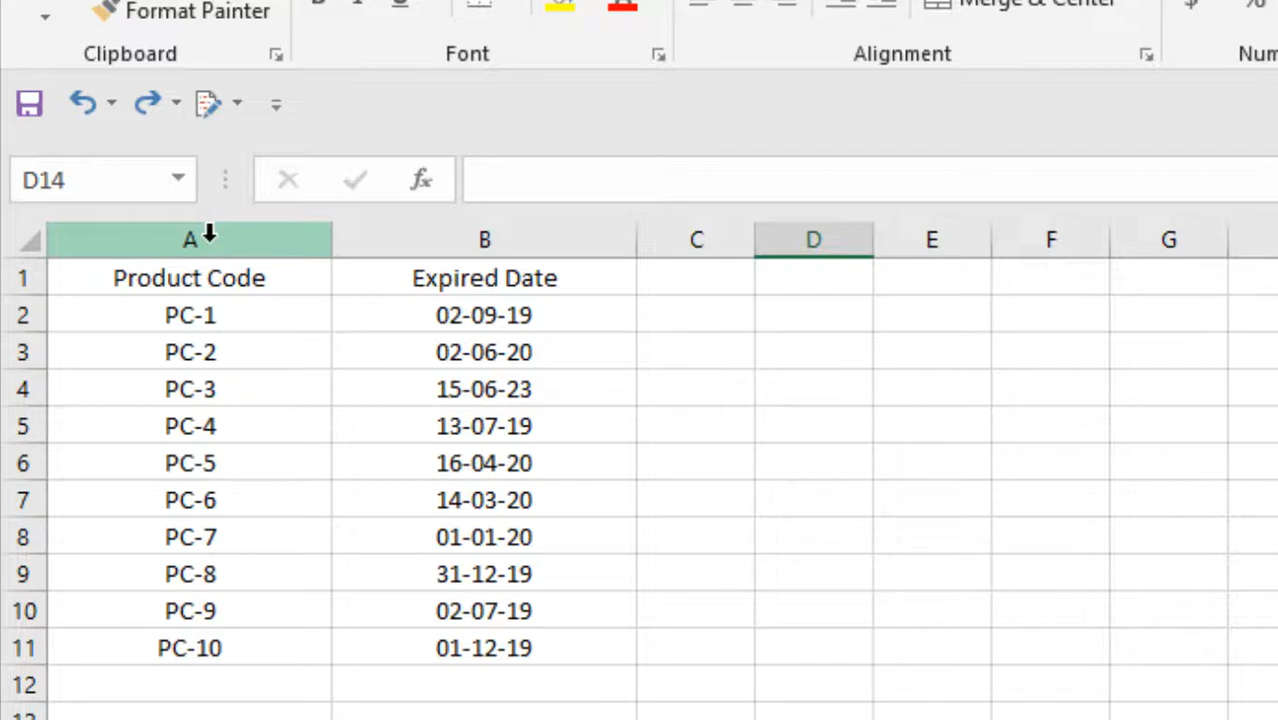 Format Painter
Merge & Center
$ %
Clipboard Font Alignment
D14 fx
A B C D E F G
1 Product Code Expired Date
2 PC-1 02-09-19
3 PC-2 02-06-20
4 PC-3 15-06-23
5 PC-4 13-07-19
6 PC-5 16-04-20
7 PC-6 14-03-20
8 PC-7 01-01-20
9 PC-8 31-12-19
10 PC-9 02-07-19
11 PC-10 01-12-19
12